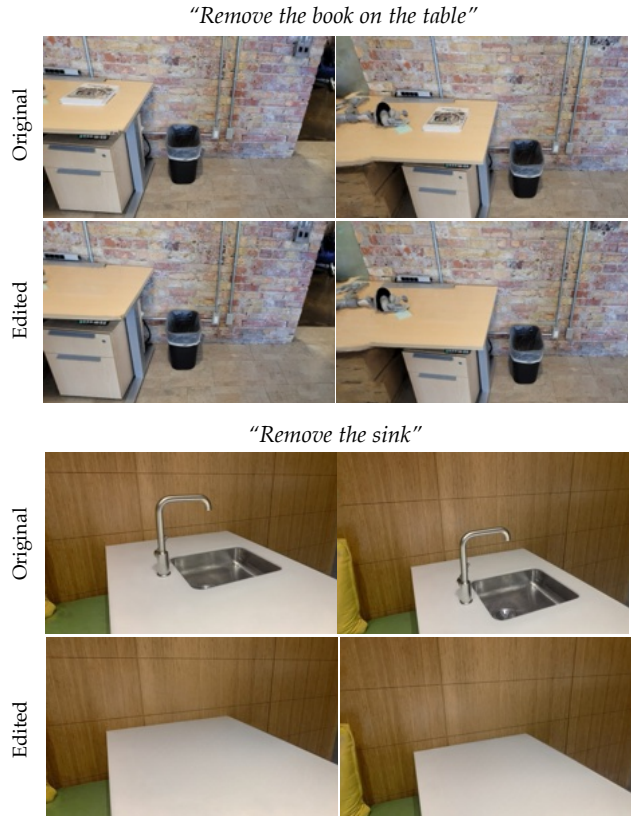 “Remove the book on the table”
Original
Edited
“Remove the sink”
Original
Edited